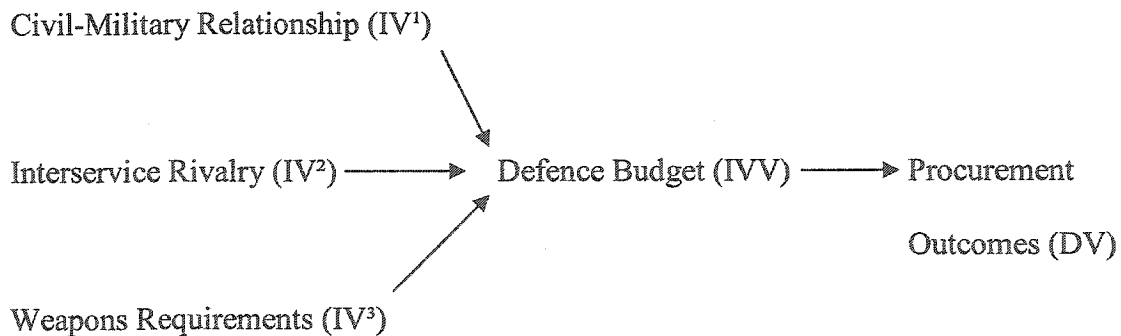 Civil-Military Relationship (IV¹)
Interservice Rivalry (IV²) Defence Budget (IVV) Procurement
Outcomes (DV)
Weapons Requirements (IV³)